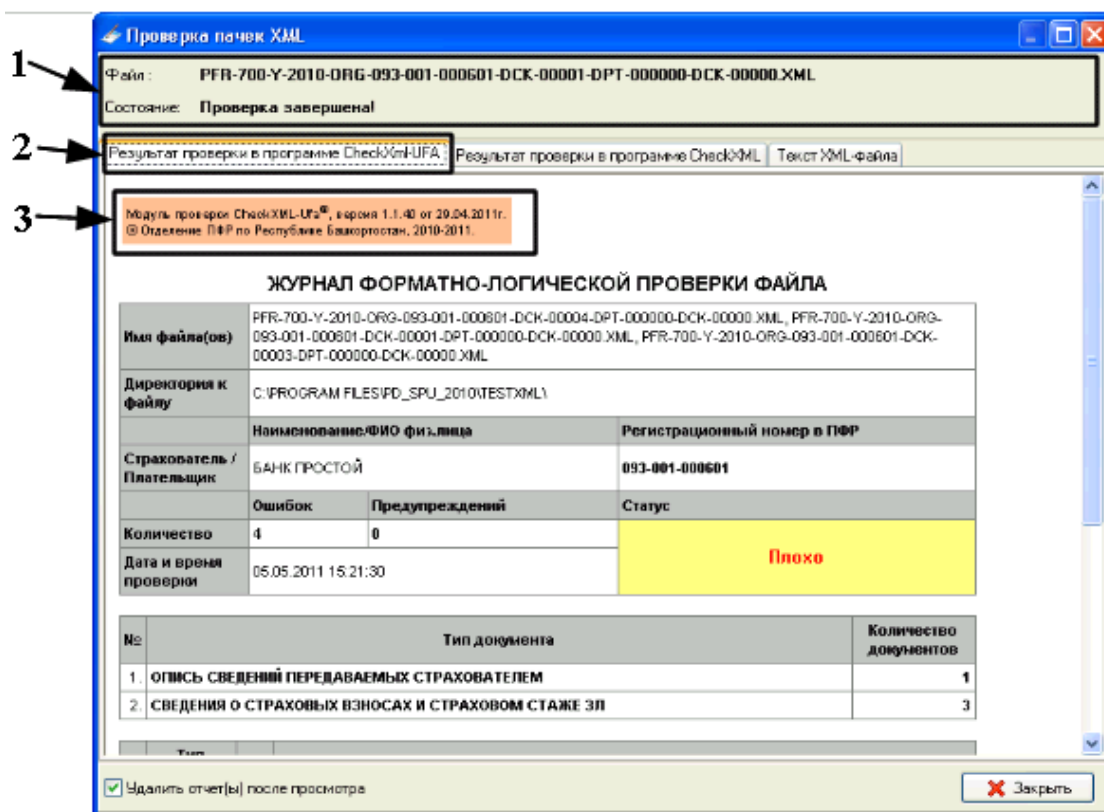 Проверка пачек XML
1
Файл: PFR-700-Y-2010-ORG-093-001-000601-DCK-00001-DPT-000000-DCK-00000.XML
Состояние: Проверка завершена!
2
Результат проверки в программе CheckXml-UFA Результат проверки в программе CheckXML Текст XML-файла
3
Модуль проверки CheckXML-Ufa®, версия 1.1.40 от 29.04.2011г.
© Отделение ПФР по Республике Башкортостан, 2010-2011.
ЖУРНАЛ ФОРМАТНО-ЛОГИЧЕСКОЙ ПРОВЕРКИ ФАЙЛА
Имя файла(ов)
PFR-700-Y-2010-ORG-093-001-000601-DCK-00004-DPT-000000-DCK-00000.XML, PFR-700-Y-2010-ORG-
093-001-000601-DCK-00001-DPT-000000-DCK-00000.XML, PFR-700-Y-2010-ORG-093-001-000601-DCK-
00003-DPT-000000-DCK-00000.XML
Директория к
файлу
C:\PROGRAM FILES\PD_SPU_2010\TESTXML\
Наименование/ФИО физ.лица Регистрационный номер в ПФР
Страхователь /
Плательщик
БАНК ПРОСТОЙ 093-001-000601
Ошибок Предупреждений Статус
Количество 4 0
Плохо
Дата и время
проверки
05.05.2011 15:21:30
№ Тип документа Количество
документов
1. ОПИСЬ СВЕДЕНИЙ ПЕРЕДАВАЕМЫХ СТРАХОВАТЕЛЕМ 1
2. СВЕДЕНИЯ О СТРАХОВЫХ ВЗНОСАХ И СТРАХОВОМ СТАЖЕ ЗЛ 3
Тип
Удалить отчет(ы) после просмотра
Закрыть